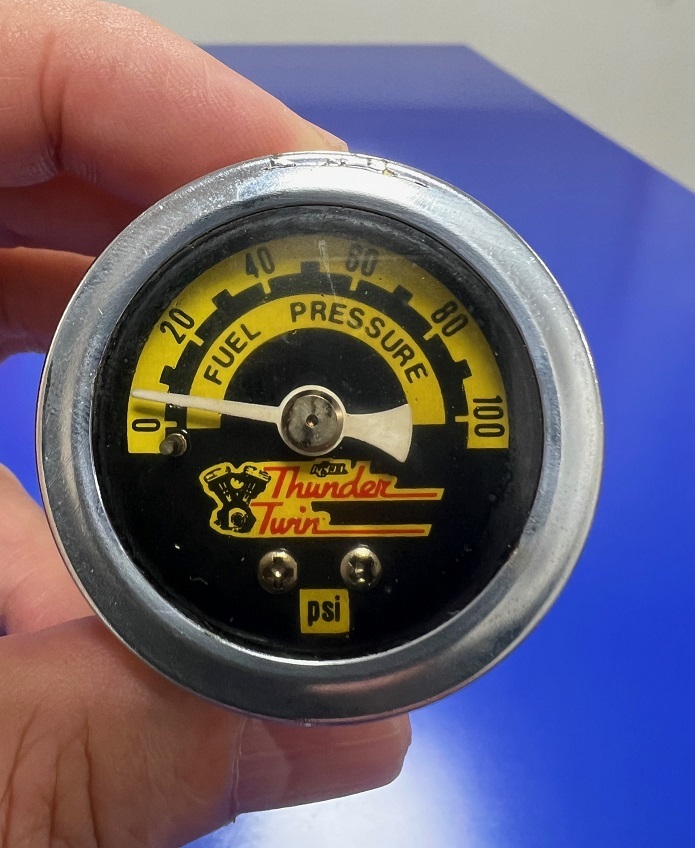 0 20 40 60 80 100
FUEL PRESSURE
Thunder
Twin
psi